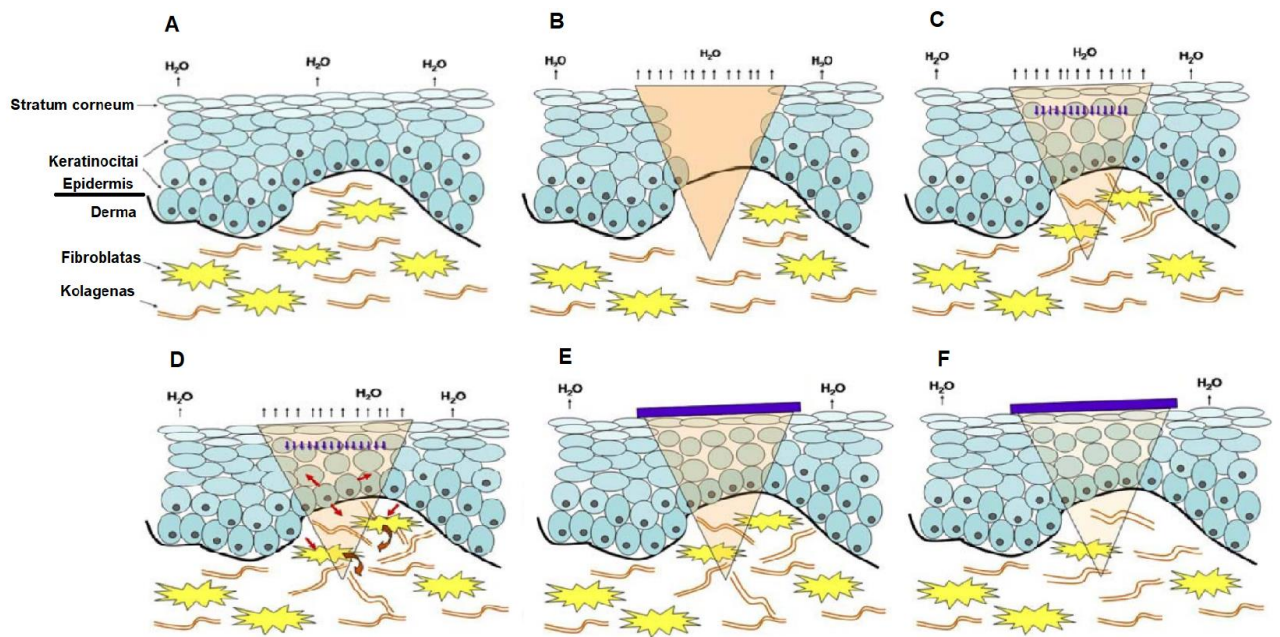 A
H₂O
H₂O
H₂O
Stratum corneum
Keratinocitai
Epidermis
Derma
Fibroblatas
Kolagenas
B
H₂O
H₂O
H₂O
C
H₂O
H₂O
H₂O
D
H₂O
H₂O
H₂O
E
H₂O
H₂O
F
H₂O
H₂O